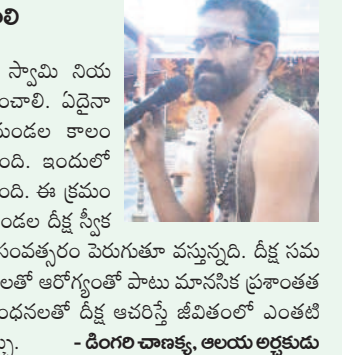 లి
స్వామి నియ
ంచాలి. ఏదైనా
మండల కాలం
ంది. ఇందులో
ంది. ఈ క్రమం
ండల దీక్ష స్వీక
సంవత్సరం పెరుగుతూ వస్తున్నది. దీక్ష సమ
లతో ఆరోగ్యంతో పాటు మానసిక ప్రశాంతత
ంధనలతో దీక్ష ఆచరిస్తే జీవితంలో ఎంతటి
చ్చు. - డింగరి చాణక్య, ఆలయ అర్చకుడు